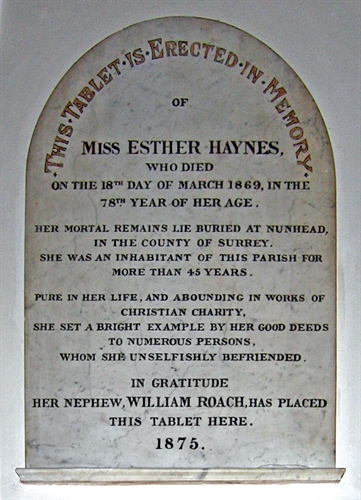 THIS TABLET IS ERECTED IN MEMORY
OF
MISS ESTHER HAYNES,
WHO DIED
ON THE 18TH DAY OF MARCH 1869, IN THE
78TH YEAR OF HER AGE.
HER MORTAL REMAINS LIE BURIED AT NUNHEAD,
IN THE COUNTY OF SURREY.
SHE WAS AN INHABITANT OF THIS PARISH FOR
MORE THAN 45 YEARS.
PURE IN HER LIFE, AND ABOUNDING IN WORKS OF
CHRISTIAN CHARITY,
SHE SET A BRIGHT EXAMPLE BY HER GOOD DEEDS
TO NUMEROUS PERSONS,
WHOM SHE UNSELFISHLY BEFRIENDED.
IN GRATITUDE
HER NEPHEW, WILLIAM ROACH, HAS PLACED
THIS TABLET HERE.
1875.